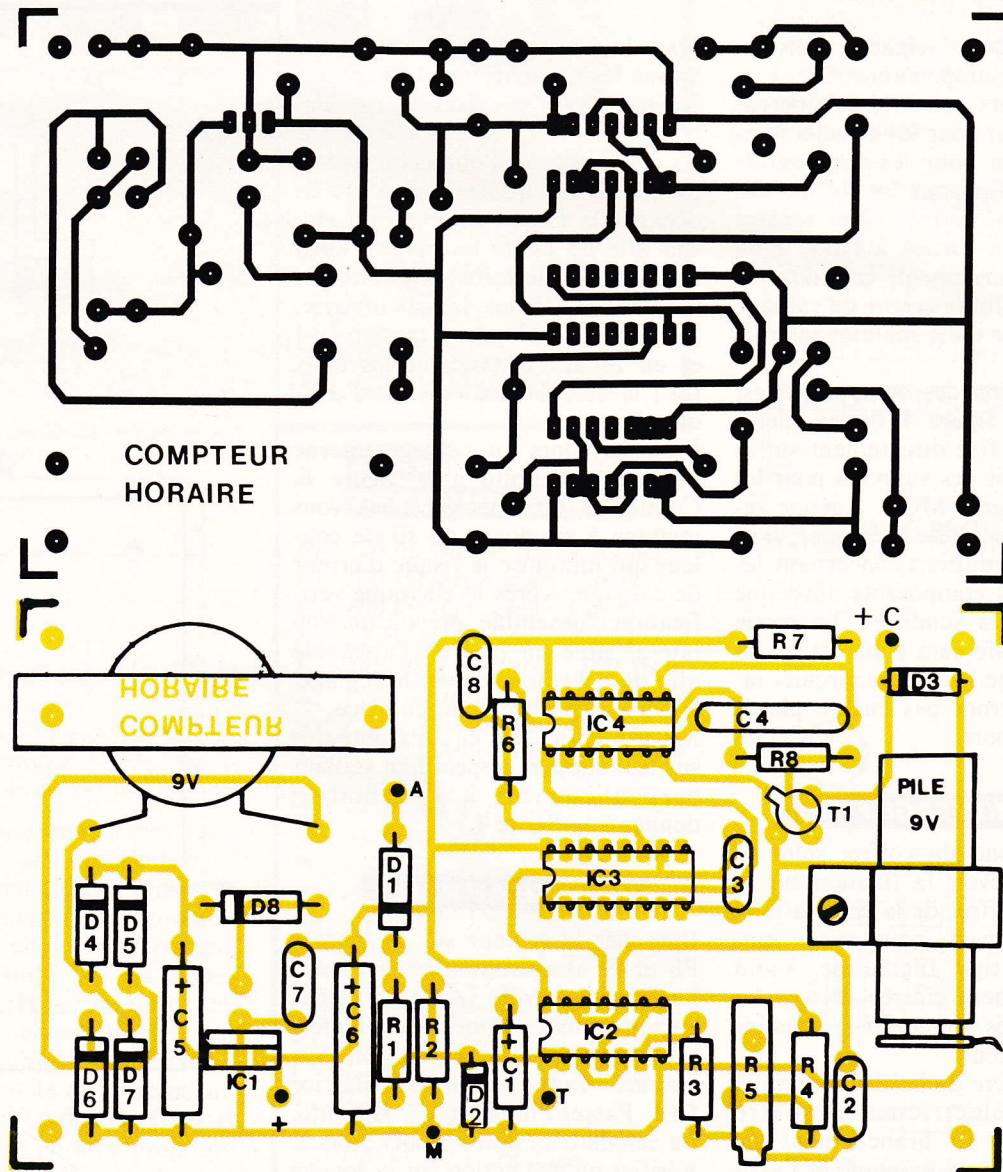 COMPTEUR
HORAIRE
+ C
R7
C8
D3
HORAIRE
COMPTEUR
IC4
C4
R6
R8
9V
PILE
9V
A
T1
D1
IC3
C3
D8
D4
D5
C7
+
C5
+
C6
R1
R2
+
C1
IC2
IC1
D6
D7
D2
T
R3
R5
R4
C2
+
M